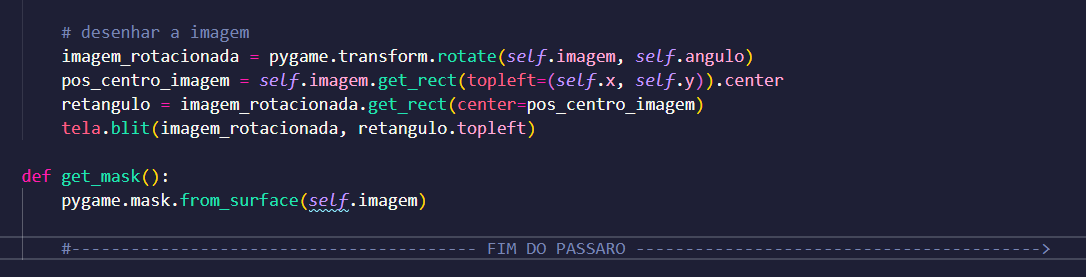 # desenhar a imagem
imagem_rotacionada = pygame.transform.rotate(self.imagem, self.angulo)
pos_centro_imagem = self.imagem.get_rect(topleft=(self.x, self.y)).center
retangulo = imagem_rotacionada.get_rect(center=pos_centro_imagem)
tela.blit(imagem_rotacionada, retangulo.topleft)
def get_mask():
pygame.mask.from_surface(self.imagem)
#----------------------------------------- FIM DO PASSARO ----------------------------------------->